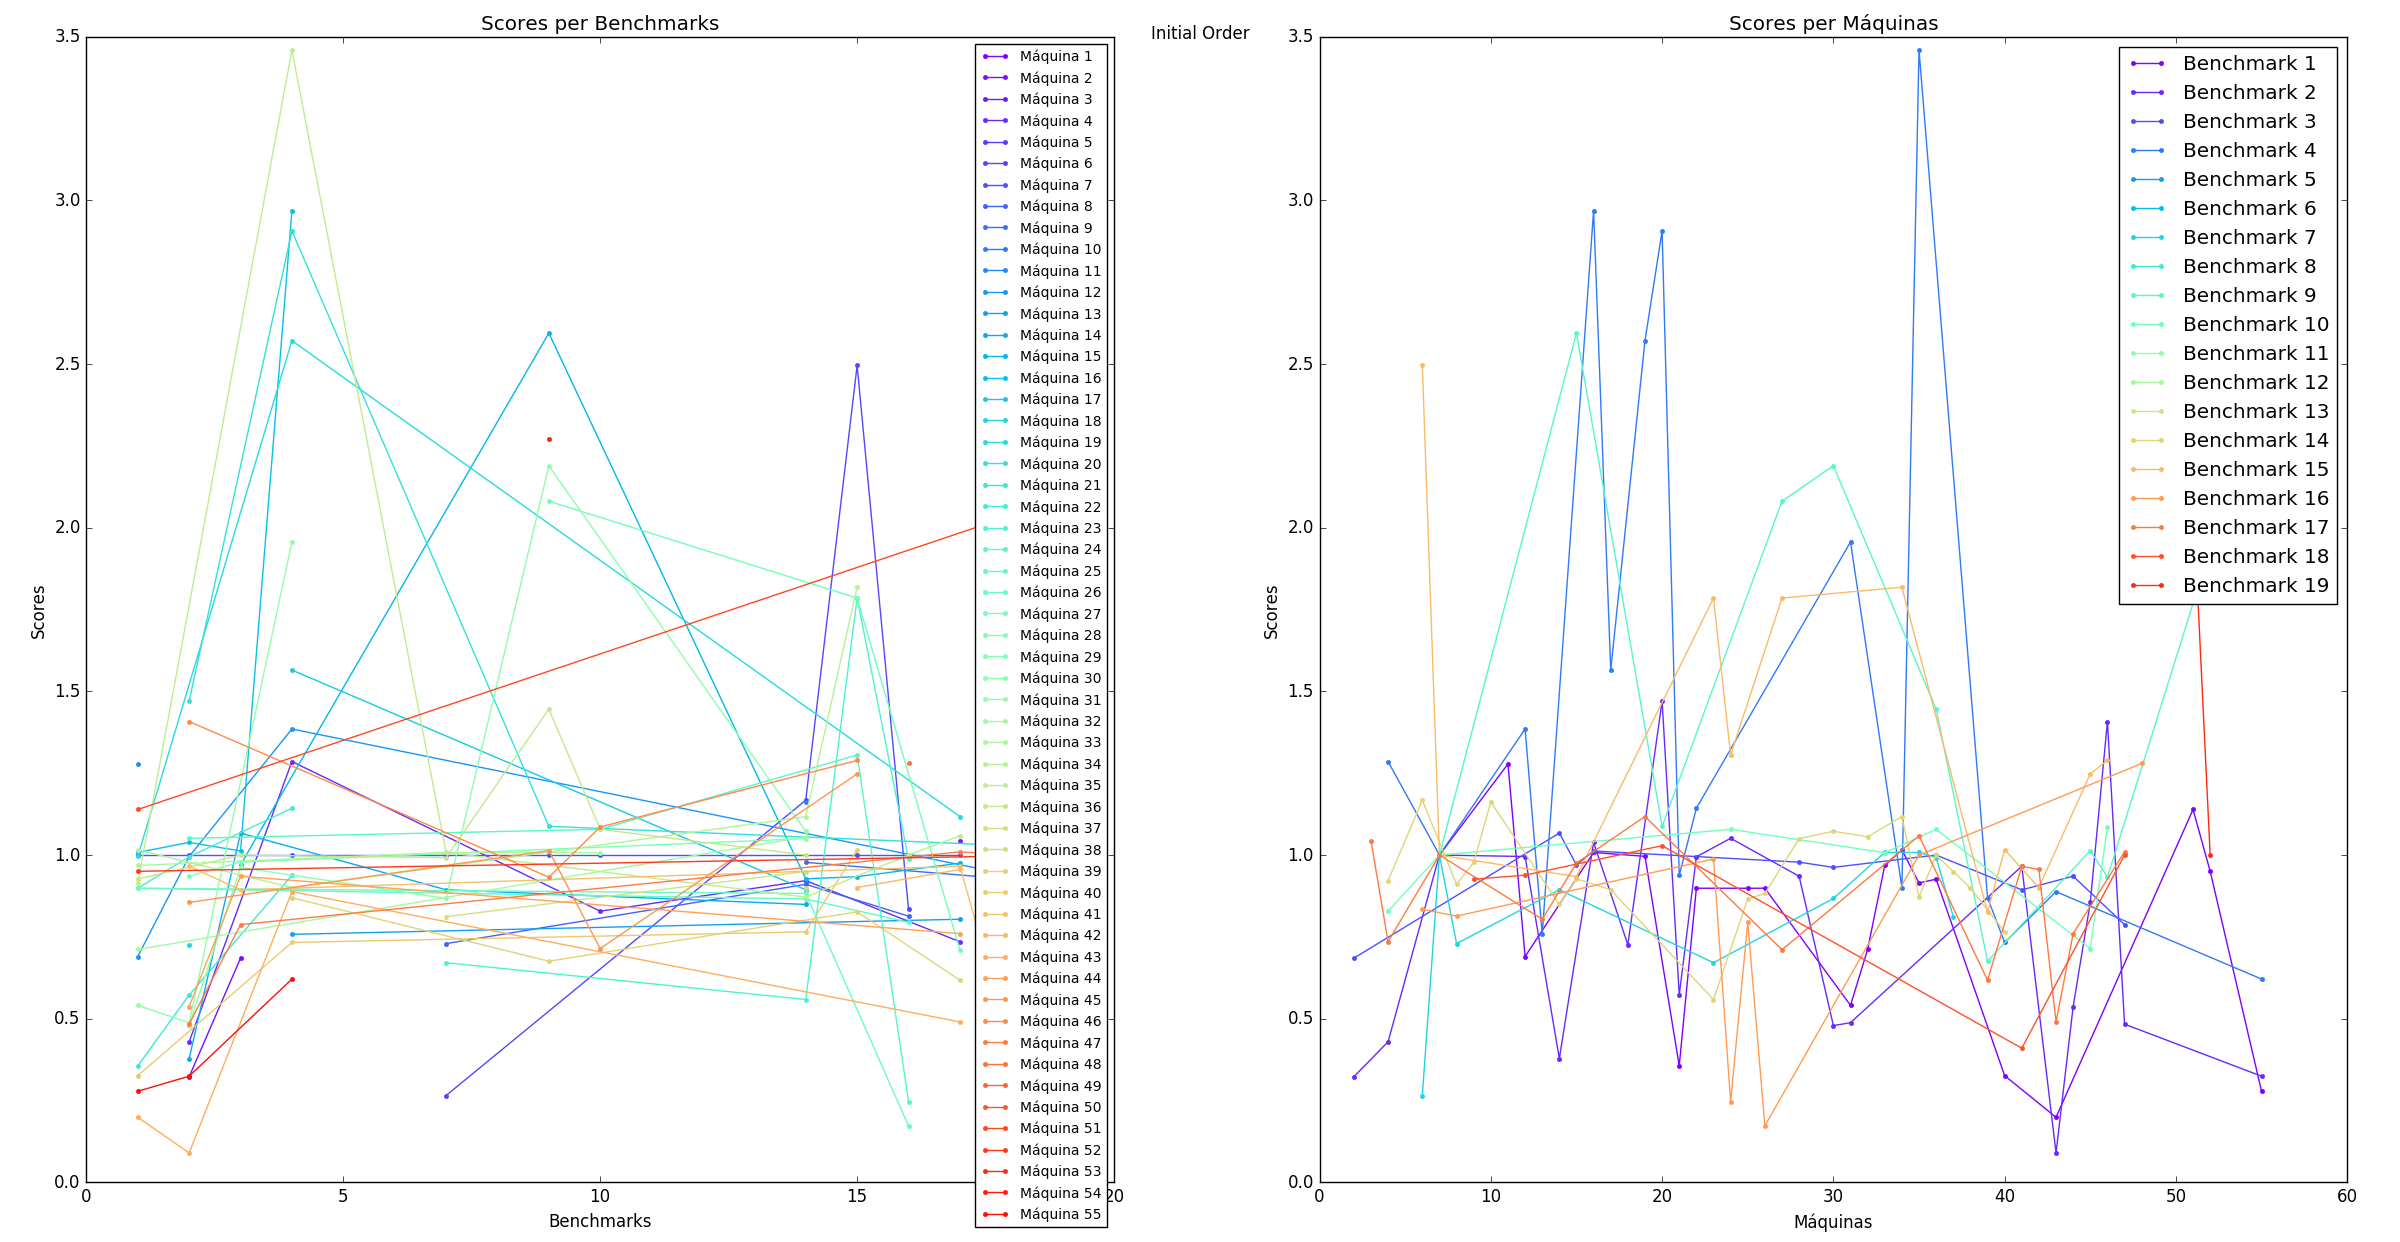 Scores per Benchmarks
3.5
3.0
2.5
2.0
1.5
1.0
0.5
0.0
Scores
0
5
10
15
20
Benchmarks
Máquina 1
Máquina 2
Máquina 3
Máquina 4
Máquina 5
Máquina 6
Máquina 7
Máquina 8
Máquina 9
Máquina 10
Máquina 11
Máquina 12
Máquina 13
Máquina 14
Máquina 15
Máquina 16
Máquina 17
Máquina 18
Máquina 19
Máquina 20
Máquina 21
Máquina 22
Máquina 23
Máquina 24
Máquina 25
Máquina 26
Máquina 27
Máquina 28
Máquina 29
Máquina 30
Máquina 31
Máquina 32
Máquina 33
Máquina 34
Máquina 35
Máquina 36
Máquina 37
Máquina 38
Máquina 39
Máquina 40
Máquina 41
Máquina 42
Máquina 43
Máquina 44
Máquina 45
Máquina 46
Máquina 47
Máquina 48
Máquina 49
Máquina 50
Máquina 51
Máquina 52
Máquina 53
Máquina 54
Máquina 55
Initial Order
Scores per Máquinas
3.5
3.0
2.5
2.0
1.5
1.0
0.5
0.0
Scores
0
10
20
30
40
50
60
Máquinas
Benchmark 1
Benchmark 2
Benchmark 3
Benchmark 4
Benchmark 5
Benchmark 6
Benchmark 7
Benchmark 8
Benchmark 9
Benchmark 10
Benchmark 11
Benchmark 12
Benchmark 13
Benchmark 14
Benchmark 15
Benchmark 16
Benchmark 17
Benchmark 18
Benchmark 19